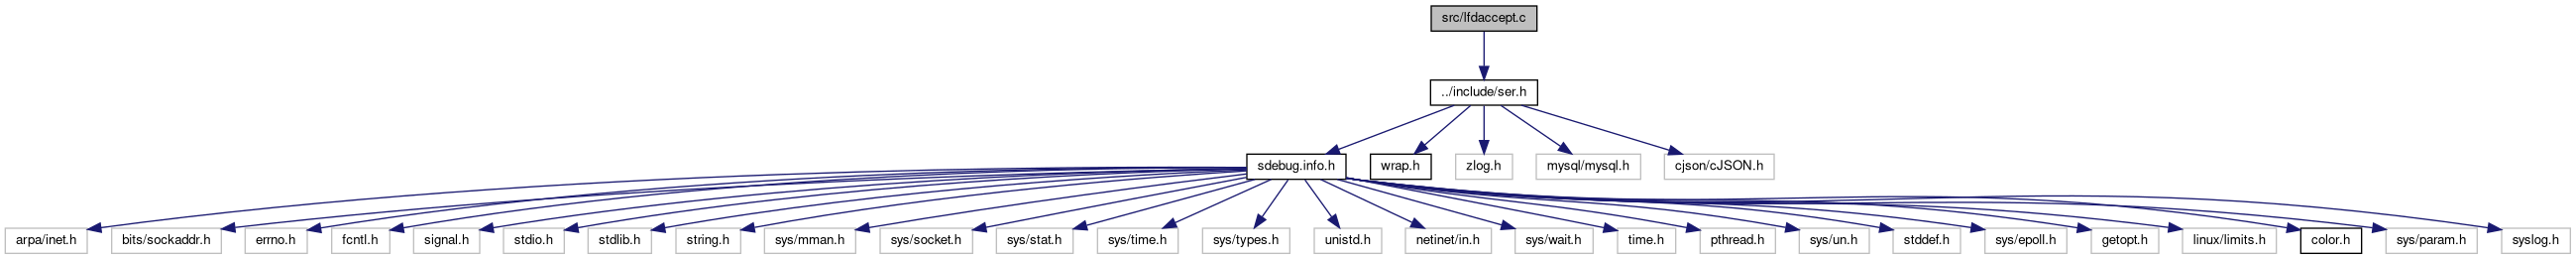 src/lfdaccept.c
../include/ser.h
sdebug.info.h
wrap.h
zlog.h
mysql/mysql.h
cjson/cJSON.h
arpa/inet.h
bits/sockaddr.h
errno.h
fcntl.h
signal.h
stdio.h
stdlib.h
string.h
sys/mman.h
sys/socket.h
sys/stat.h
sys/time.h
sys/types.h
unistd.h
netinet/in.h
sys/wait.h
time.h
pthread.h
sys/un.h
stddef.h
sys/epoll.h
getopt.h
linux/limits.h
color.h
sys/param.h
syslog.h